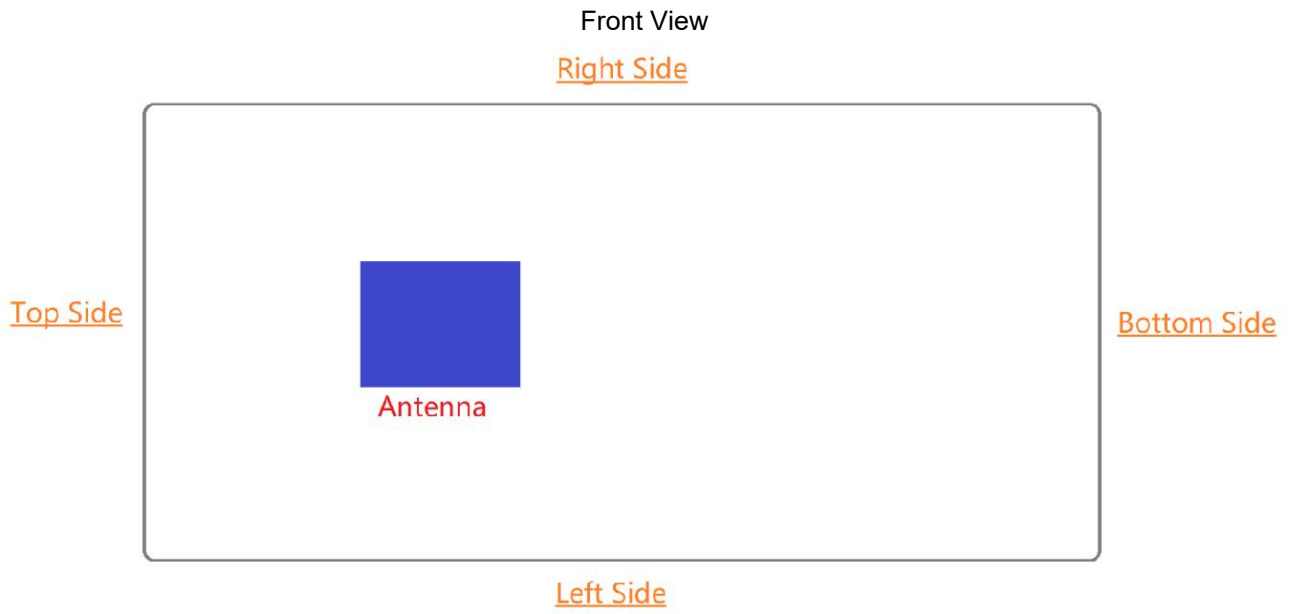 Front View
Right Side
Top Side
Bottom Side
Antenna
Left Side